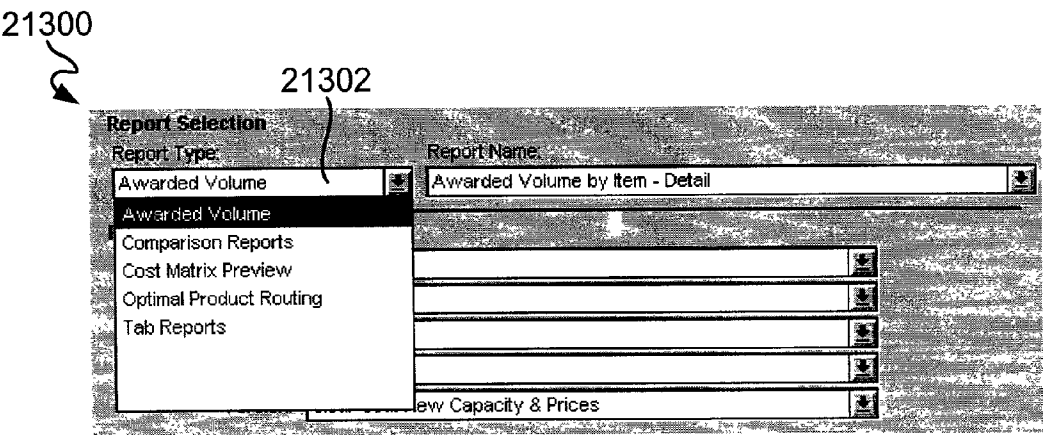 21300
21302
Report Selection
Report Type: Report Name:
Awarded Volume Awarded Volume by Item - Detail
Awarded Volume
Comparison Reports
Cost Matrix Preview
Optimal Product Routing
Tab Reports
Capacity & Prices